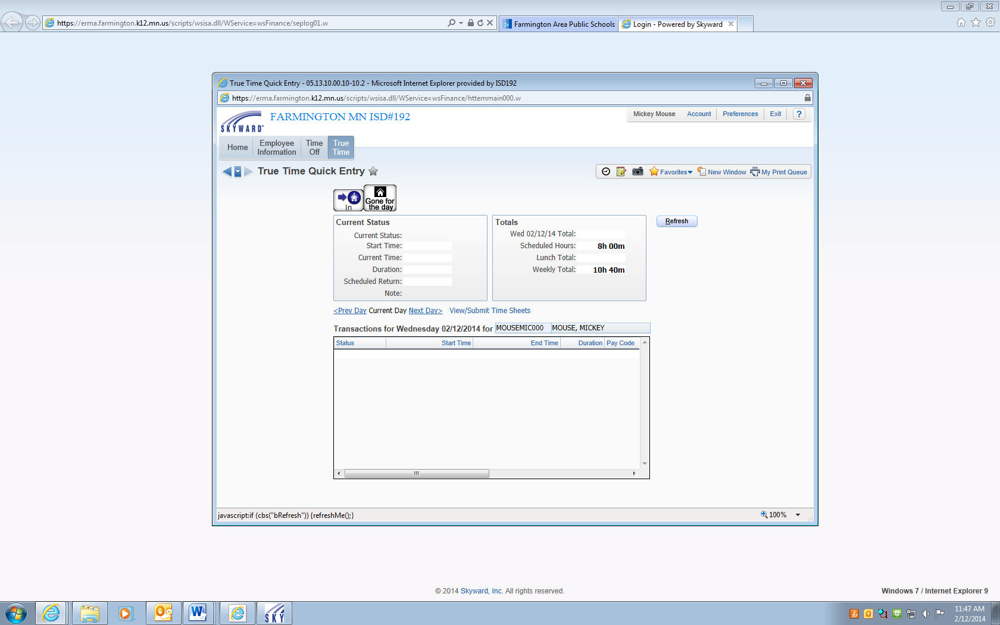 https://erma.farmington.k12.mn.us/scripts/wsisa.dll/WService=wsFinance/seplog01.w
Farmington Area Public Schools
Login - Powered by Skyward
True Time Quick Entry - 05.13.10.00.10-10.2 - Microsoft Internet Explorer provided by ISD192
https://erma.farmington.k12.mn.us/scripts/wsisa.dll/WService=wsFinance/httemmain000.w
SKYWARD
FARMINGTON MN ISD#192
Mickey Mouse Account Preferences Exit ?
Home
Employee Information
Time Off
True Time
True Time Quick Entry
Favorites New Window My Print Queue
In
Gone for
the day
Current Status
Current Status:
Start Time:
Current Time:
Duration:
Scheduled Return:
Note:
Totals
Wed 02/12/14 Total:
Scheduled Hours: 8h 00m
Lunch Total:
Weekly Total: 10h 40m
Refresh
<Prev Day Current Day Next Day> View/Submit Time Sheets
Transactions for Wednesday 02/12/2014 for MOUSEMIC000 MOUSE, MICKEY
Status Start Time End Time Duration Pay Code
javascript:if (cbs("bRefresh")) {refreshMe();}
100%
© 2014 Skyward, Inc. All rights reserved.
Windows 7 / Internet Explorer 9
SKY
11:47 AM
2/12/2014